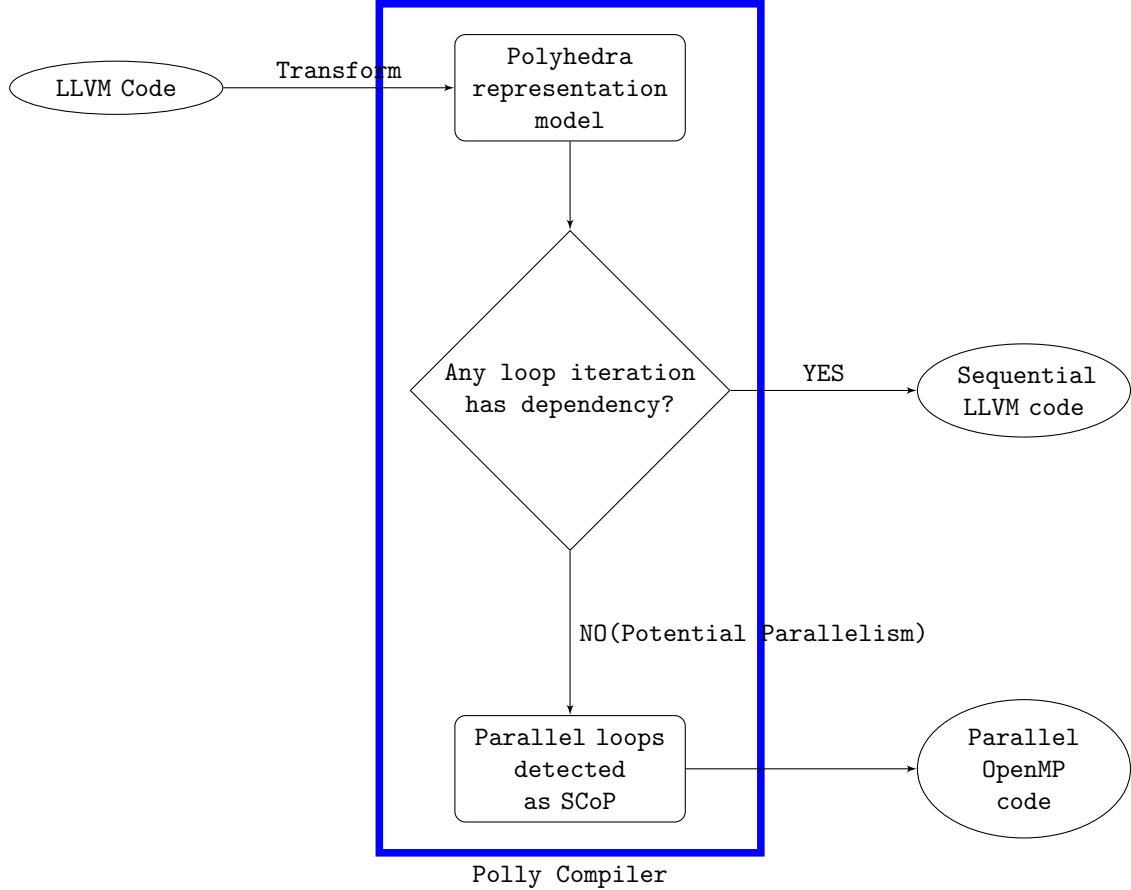 LLVM Code
Transform
Polyhedra
representation
model
Any loop iteration
has dependency?
YES
Sequential
LLVM code
NO(Potential Parallelism)
Parallel loops
detected
as SCoP
Parallel
OpenMP
code
Polly Compiler